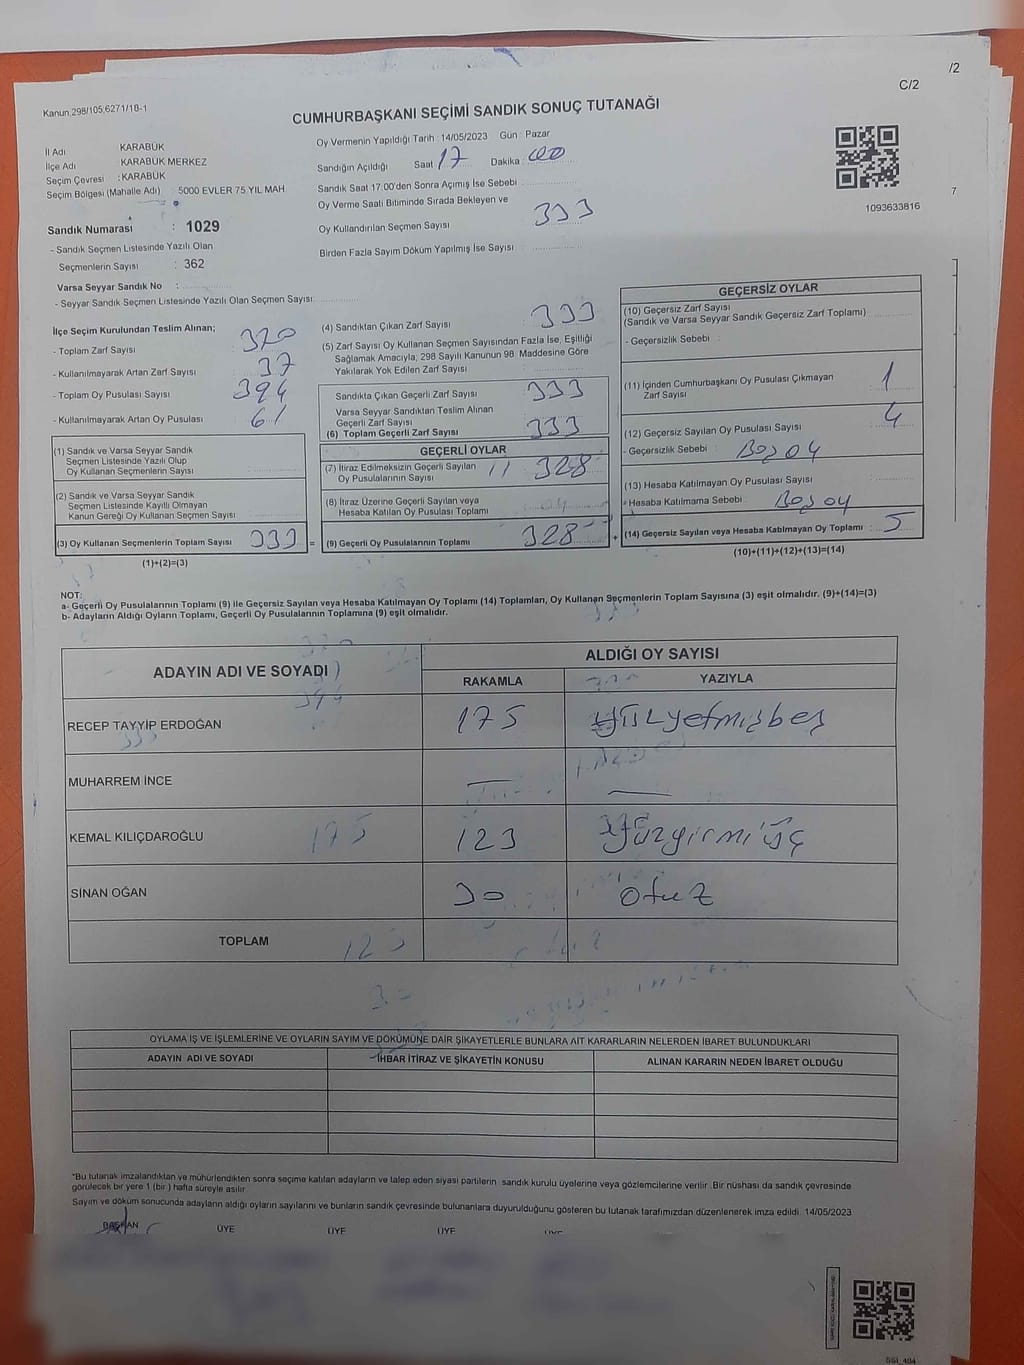 /2
C/2
Kanun 298/105,6271/18-1
CUMHURBAŞKANI SEÇİMİ SANDIK SONUÇ TUTANAĞI
İl Adı KARABÜK
İlçe Adı KARABÜK MERKEZ
Seçim Çevresi : KARABÜK
Seçim Bölgesi (Mahalle Adı) : 5000 EVLER 75.YIL MAH
Sandık Numarası : 1029
- Sandık Seçmen Listesinde Yazılı Olan
Seçmenlerin Sayısı : 362
Varsa Seyyar Sandık No :
- Seyyar Sandık Seçmen Listesinde Yazılı Olan Seçmen Sayısı:
Oy Vermenin Yapıldığı Tarih : 14/05/2023 Gün : Pazar
Sandığın Açıldığı Saat 17 Dakika 00
Sandık Saat 17:00'den Sonra Açımış İse Sebebi :
Oy Verme Saati Bitiminde Sırada Bekleyen ve
Oy Kullandırılan Seçmen Sayısı 333
Birden Fazla Sayım Döküm Yapılmış İse Sayısı :
7
1093633816
İlçe Seçim Kurulundan Teslim Alınan;
- Toplam Zarf Sayısı 370
- Kullanılmayarak Artan Zarf Sayısı 37
- Toplam Oy Pusulası Sayısı 394
- Kullanılmayarak Artan Oy Pusulası 61
(1) Sandık ve Varsa Seyyar Sandık
Seçmen Listesinde Yazılı Olup
Oy Kullanan Seçmenlerin Sayısı
(2) Sandık ve Varsa Seyyar Sandık
Seçmen Listesinde Kayıtlı Olmayan
Kanun Gereği Oy Kullanan Seçmen Sayısı
(3) Oy Kullanan Seçmenlerin Toplam Sayısı 333 =
(1)+(2)=(3)
(4) Sandıktan Çıkan Zarf Sayısı 333
(5) Zarf Sayısı Oy Kullanan Seçmen Sayısından Fazla İse, Eşitliği
Sağlamak Amacıyla; 298 Sayılı Kanunun 98. Maddesine Göre
Yakılarak Yok Edilen Zarf Sayısı
Sandıkta Çıkan Geçerli Zarf Sayısı 333
Varsa Seyyar Sandıktan Teslim Alınan
Geçerli Zarf Sayısı
(6) Toplam Geçerli Zarf Sayısı 333
GEÇERLİ OYLAR
(7) İtiraz Edilmeksizin Geçerli Sayılan
Oy Pusulalarının Sayısı 328
(8) İtiraz Üzerine Geçerli Sayılan veya
Hesaba Katılan Oy Pusulası Toplamı
(9) Geçerli Oy Pusulalarının Toplamı 328 +
GEÇERSİZ OYLAR
(10) Geçersiz Zarf Sayısı
(Sandık ve Varsa Seyyar Sandık Geçersiz Zarf Toplamı)
- Geçersizlik Sebebi :
(11) İçinden Cumhurbaşkanı Oy Pusulası Çıkmayan
Zarf Sayısı 1
(12) Geçersiz Sayılan Oy Pusulası Sayısı 4
- Geçersizlik Sebebi : Boş oy
(13) Hesaba Katılmayan Oy Pusulası Sayısı
- Hesaba Katılmama Sebebi : Boş oy
(14) Geçersiz Sayılan veya Hesaba Katılmayan Oy Toplamı 5
(10)+(11)+(12)+(13)=(14)
NOT:
a- Geçerli Oy Pusulalarının Toplamı (9) ile Geçersiz Sayılan veya Hesaba Katılmayan Oy Toplamı (14) Toplamları, Oy Kullanan Seçmenlerin Toplam Sayısına (3) eşit olmalıdır. (9)+(14)=(3)
b- Adayların Aldığı Oyların Toplamı, Geçerli Oy Pusulalarının Toplamına (9) eşit olmalıdır.
ADAYIN ADI VE SOYADI
ALDIĞI OY SAYISI
RAKAMLA YAZIYLA
RECEP TAYYİP ERDOĞAN 175 yüzyetmişbeş
MUHARREM İNCE — —
KEMAL KILIÇDAROĞLU 123 yüzyirmiüç
SİNAN OĞAN 30 otuz
TOPLAM
OYLAMA İŞ VE İŞLEMLERİNE VE OYLARIN SAYIM VE DÖKÜMÜNE DAİR ŞİKAYETLERLE BUNLARA AİT KARARLARIN NELERDEN İBARET BULUNDUKLARI
ADAYIN ADI VE SOYADI İHBAR İTİRAZ VE ŞİKAYETİN KONUSU ALINAN KARARIN NEDEN İBARET OLDUĞU
"Bu tutanak imzalandıktan ve mühürlendikten sonra seçime katılan adayların ve talep eden siyasi partilerin sandık kurulu üyelerine veya gözlemcilerine verilir. Bir nüshası da sandık çevresinde
görülecek bir yere 1 (bir) hafta süreyle asılır.
Sayım ve döküm sonucunda adayların aldığı oyların sayılarını ve bunların sandık çevresinde bulunanlara duyurulduğunu gösteren bu tutanak tarafımızdan düzenlenerek imza edildi. 14/05/2023
BAŞKAN ÜYE ÜYE ÜYE ÜYE